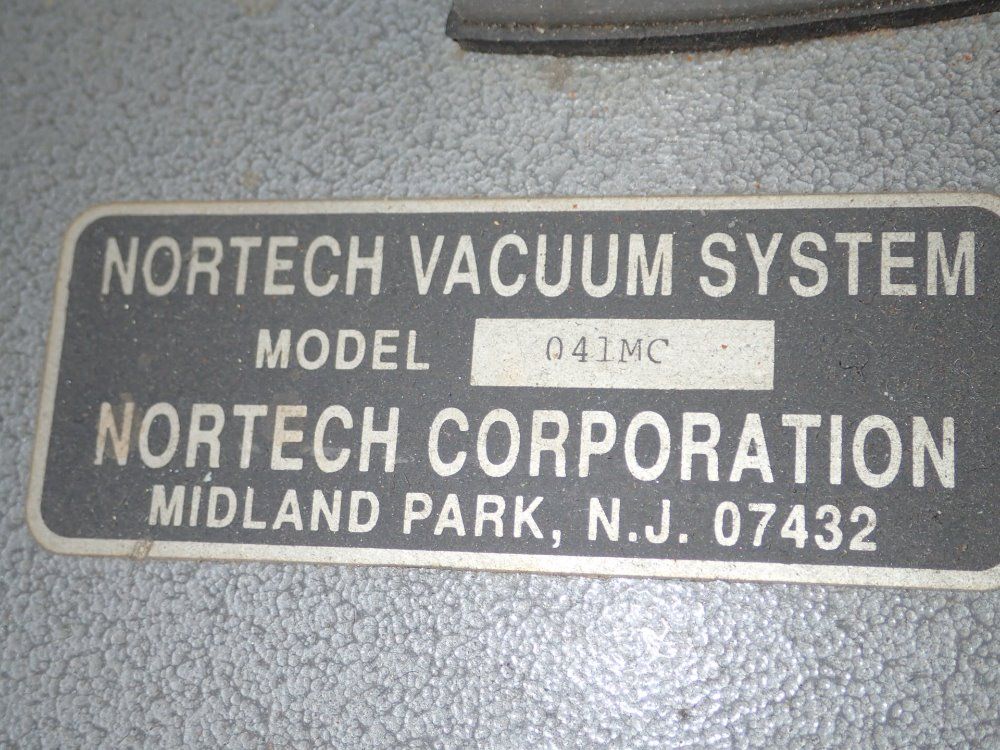 NORTECH VACUUM SYSTEM
MODEL 041MC
NORTECH CORPORATION
MIDLAND PARK, N.J. 07432